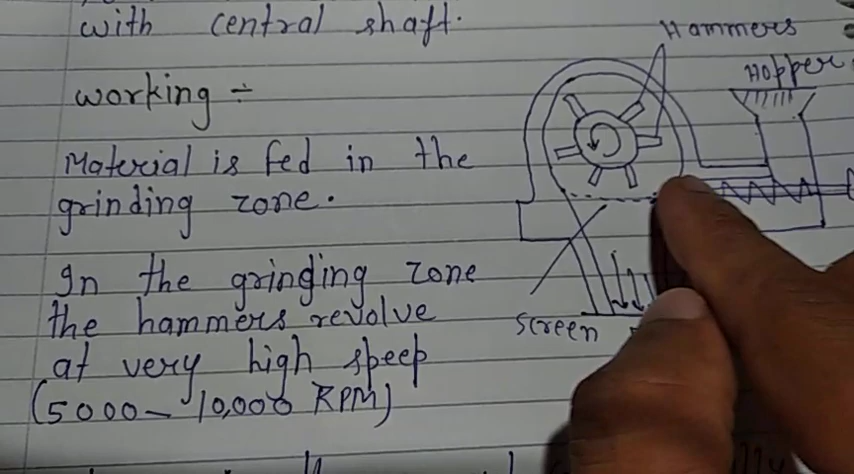 with central shaft.
Hammers
Hopper
working ÷
Material is fed in the
grinding zone.
In the grinding zone
the hammers revolve
at very high speep
(5000 - 10,000 RPM)
Screen